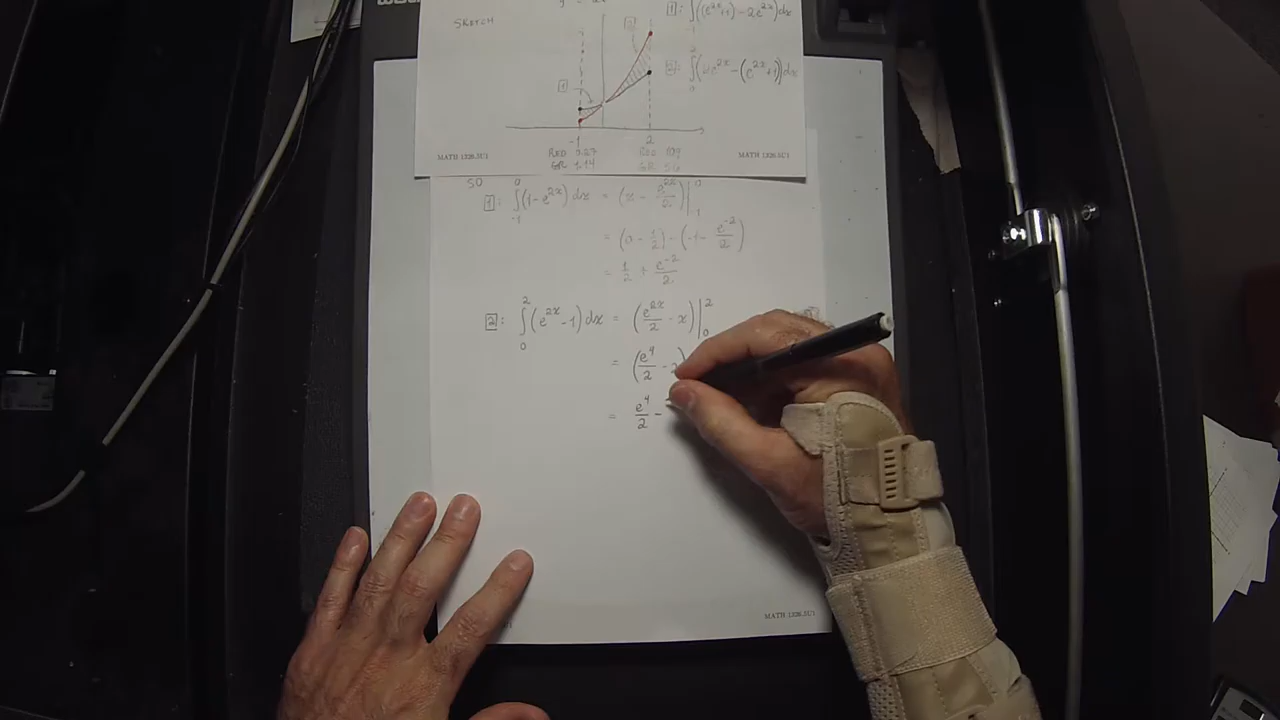 SKETCH
1: ∫((e^{2x}+1) - 2e^{2x})dx
2
2: ∫(2e^{2x} - (e^{2x}+1))dx
0
1
-1 2
RED 0.27 RED 109
GR 1.14
MATH 1226.3U1 MATH 1226.3U1
SO
1: ∫_{-1}^{0}(1 - e^{2x}) dx = (x - e^{2x}/2)|_{-1}^{0}
= (0 - 1/2) - (-1 - e^{-2}/2)
= 1/2 + e^{-2}/2
2: ∫_{0}^{2}(e^{2x} - 1) dx = (e^{2x}/2 - x)|_{0}^{2}
= (e^4/2 - 2
= e^4/2 -
MATH 1226.3U1